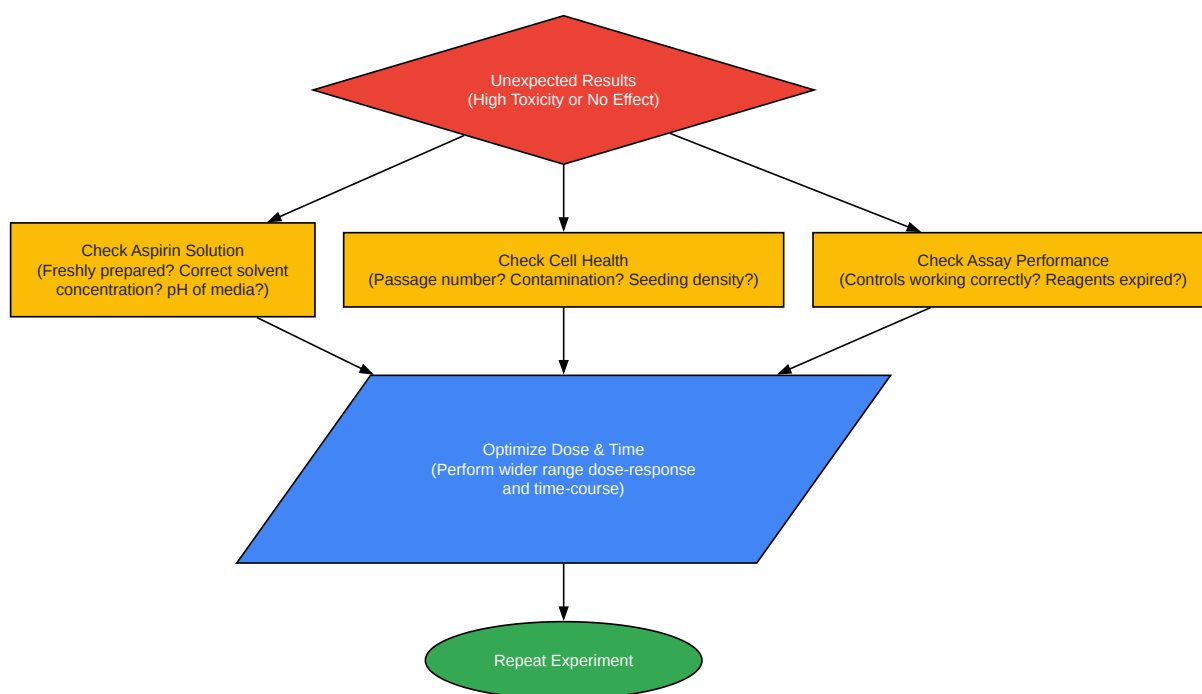 Unexpected Results
(High Toxicity or No Effect)
Check Aspirin Solution
(Freshly prepared? Correct solvent
concentration? pH of media?)
Check Cell Health
(Passage number? Contamination? Seeding density?)
Check Assay Performance
(Controls working correctly? Reagents expired?)
Optimize Dose & Time
(Perform wider range dose-response
and time-course)
Repeat Experiment